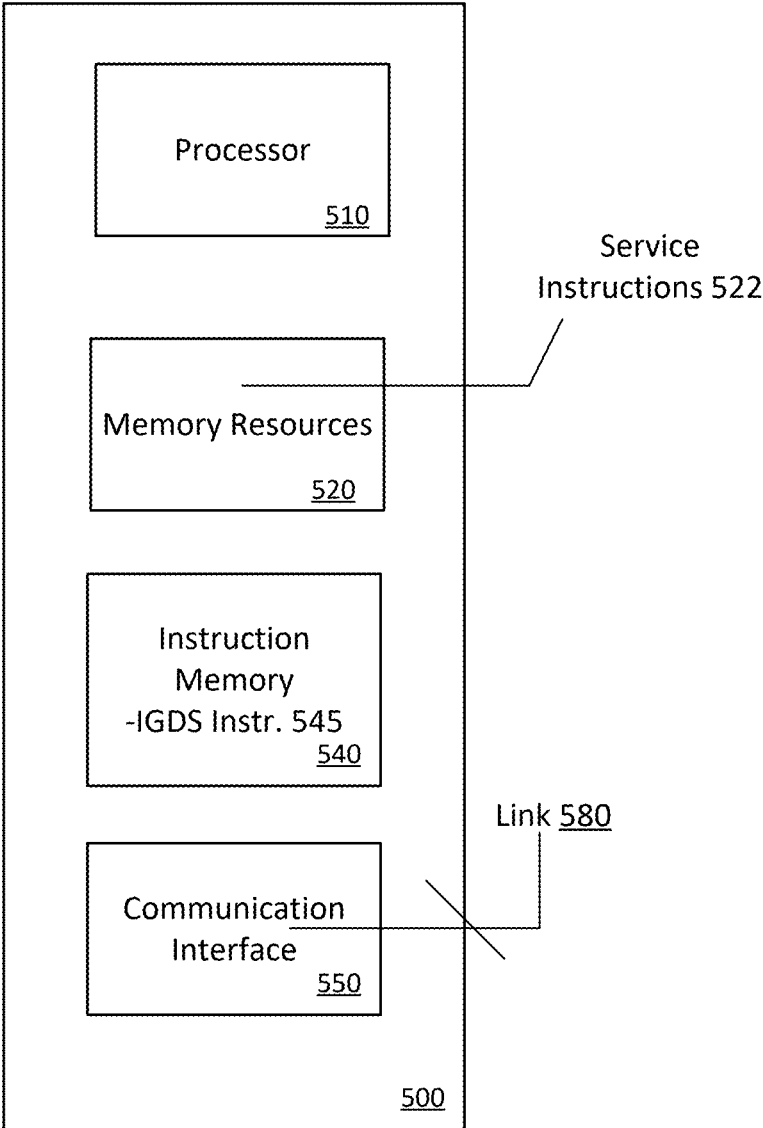 Processor
510
Service
Instructions 522
Memory Resources
520
Instruction
Memory
-IGDS Instr. 545
540
Link 580
Communication
Interface
550
500